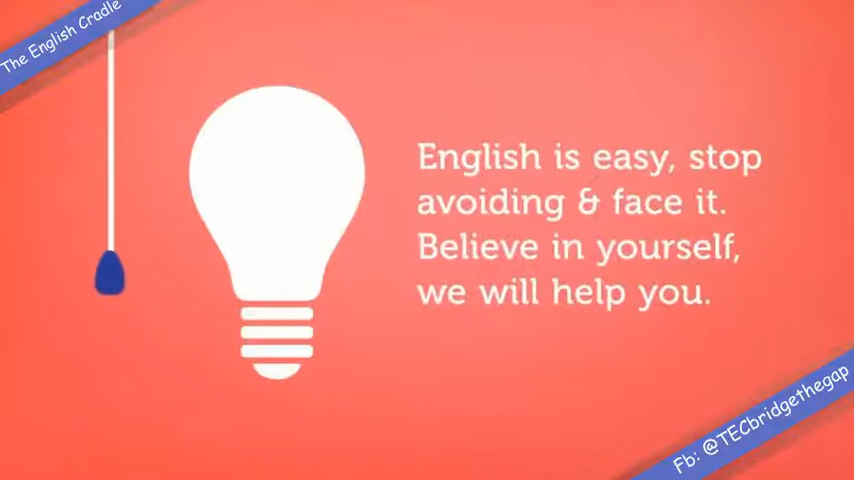 The English Cradle
English is easy, stop
avoiding & face it.
Believe in yourself,
we will help you.
Fb: @TECbridgethegap